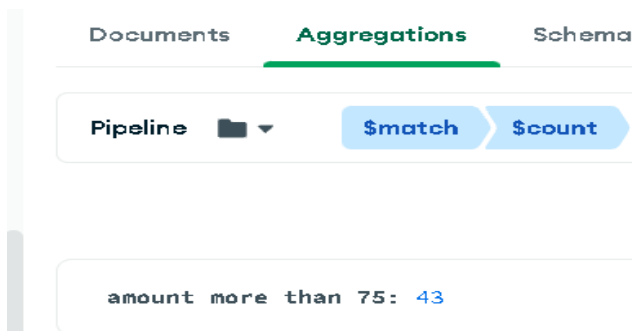 Documents Aggregations Schema
Pipeline $match $count
amount more than 75: 43